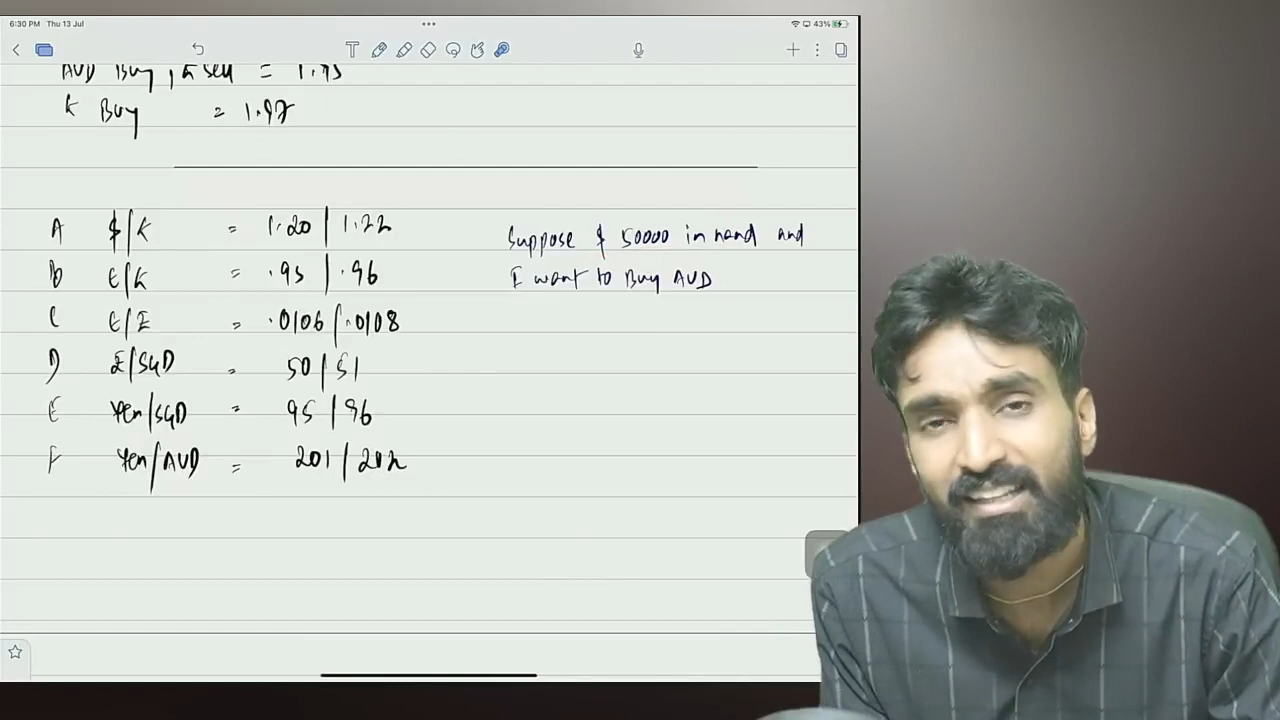 6:30 PM Thu 13 Jul
43%
AUD Buy, K sell = 1.95
K Buy = 1.97
A $/K = 1.20 | 1.22
B €/K = .95 | .96
C €/I = .0106 | .0108
D I/SGD = 50 | 51
E Yen/SGD = 95 | 96
F Yen/AUD = 201 | 202
Suppose $ 50000 in hand and
I want to Buy AUD